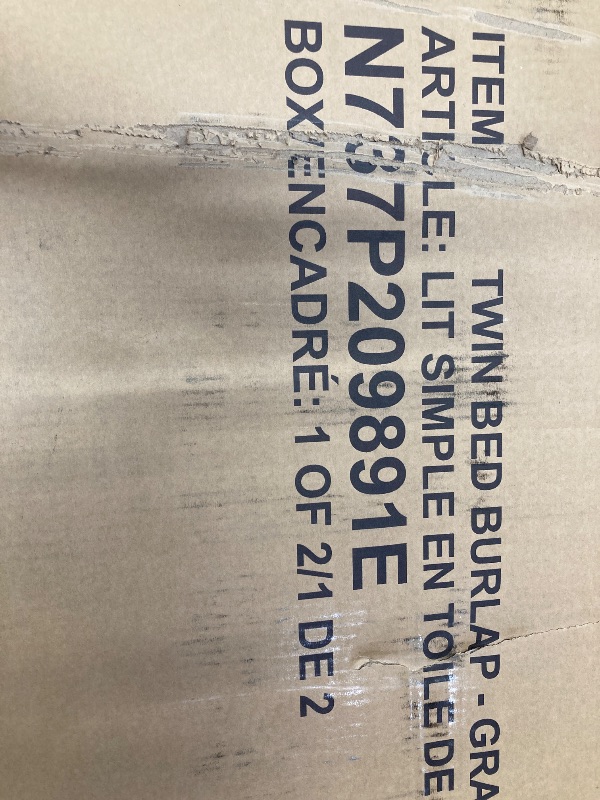 ITEM TWIN BED BURLAP - GRA
ARTICLE: LIT SIMPLE EN TOILE DE
N737P209891E
BOX/ENCADRÉ: 1 OF 2/1 DE 2